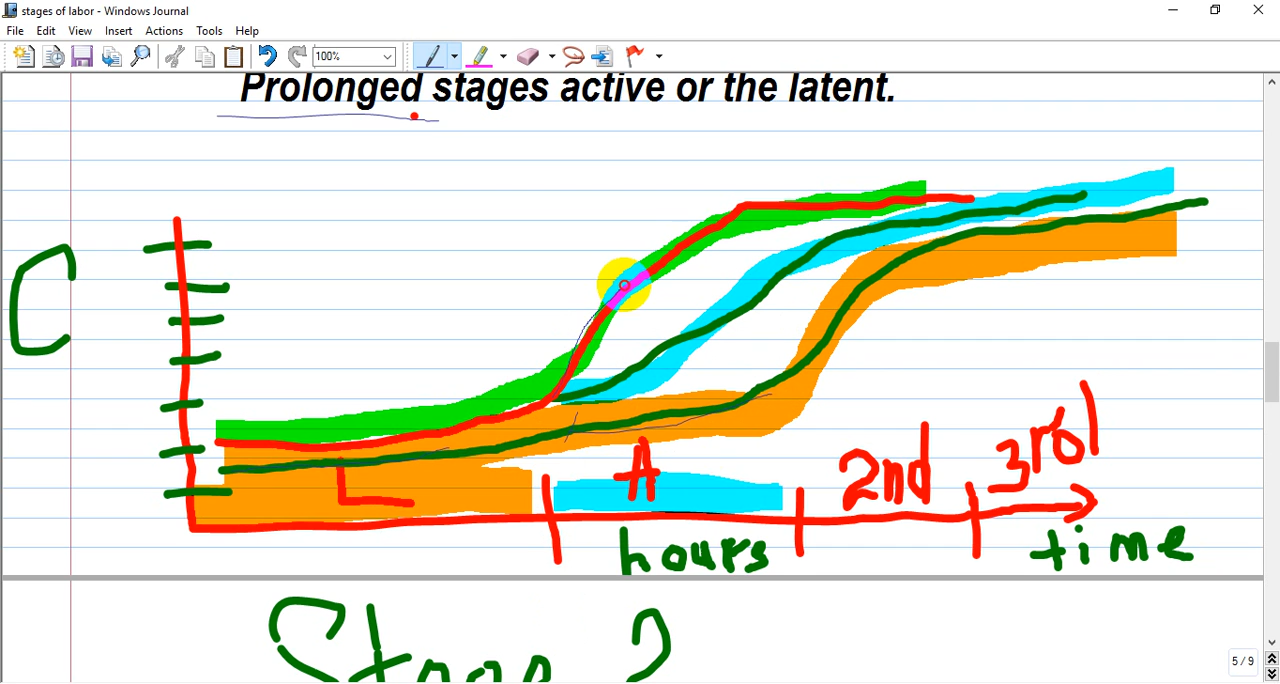 stages of labor - Windows Journal
File Edit View Insert Actions Tools Help
100%
Prolonged stages active or the latent.
C
L A 2nd 3rd
hours time
5 / 9